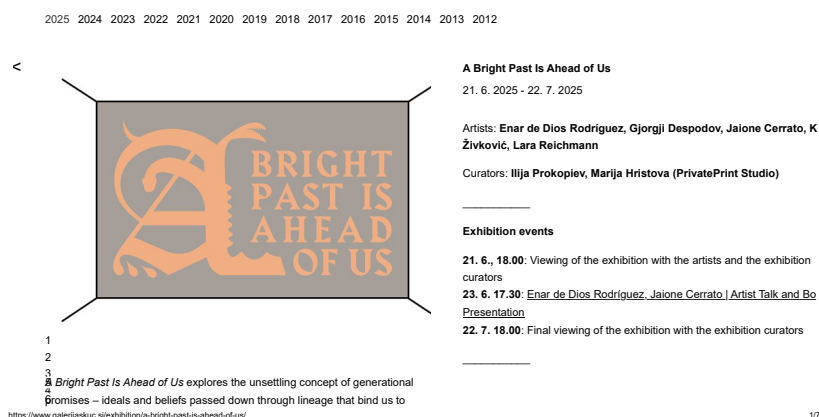 2025 2024 2023 2022 2021 2020 2019 2018 2017 2016 2015 2014 2013 2012
<
A BRIGHT
PAST IS
AHEAD
OF US
1
2
3
4
5
6
A Bright Past Is Ahead of Us explores the unsettling concept of generational
promises – ideals and beliefs passed down through lineage that bind us to
A Bright Past Is Ahead of Us
21. 6. 2025 - 22. 7. 2025
Artists: Enar de Dios Rodríguez, Gjorgji Despodov, Jaione Cerrato, K
Živković, Lara Reichmann
Curators: Ilija Prokopiev, Marija Hristova (PrivatePrint Studio)
Exhibition events
21. 6., 18.00: Viewing of the exhibition with the artists and the exhibition
curators
23. 6. 17.30: Enar de Dios Rodríguez, Jaione Cerrato | Artist Talk and Bo
Presentation
22. 7. 18.00: Final viewing of the exhibition with the exhibition curators
https://www.galerijaskuc.si/exhibition/a-bright-past-is-ahead-of-us/
1/7